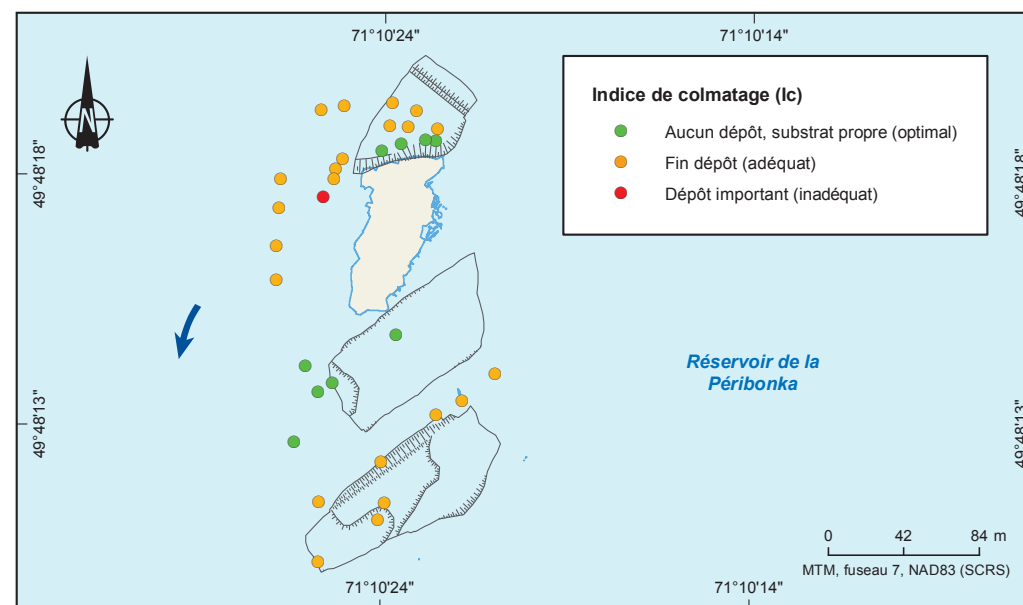 71°10'24"
71°10'14"
N
Indice de colmatage (Ic)
Aucun dépôt, substrat propre (optimal)
Fin dépôt (adéquat)
Dépôt important (inadéquat)
49°48'18"
49°48'18"
Réservoir de la
Péribonka
49°48'13"
49°48'13"
0 42 84 m
MTM, fuseau 7, NAD83 (SCRS)
71°10'24"
71°10'14"